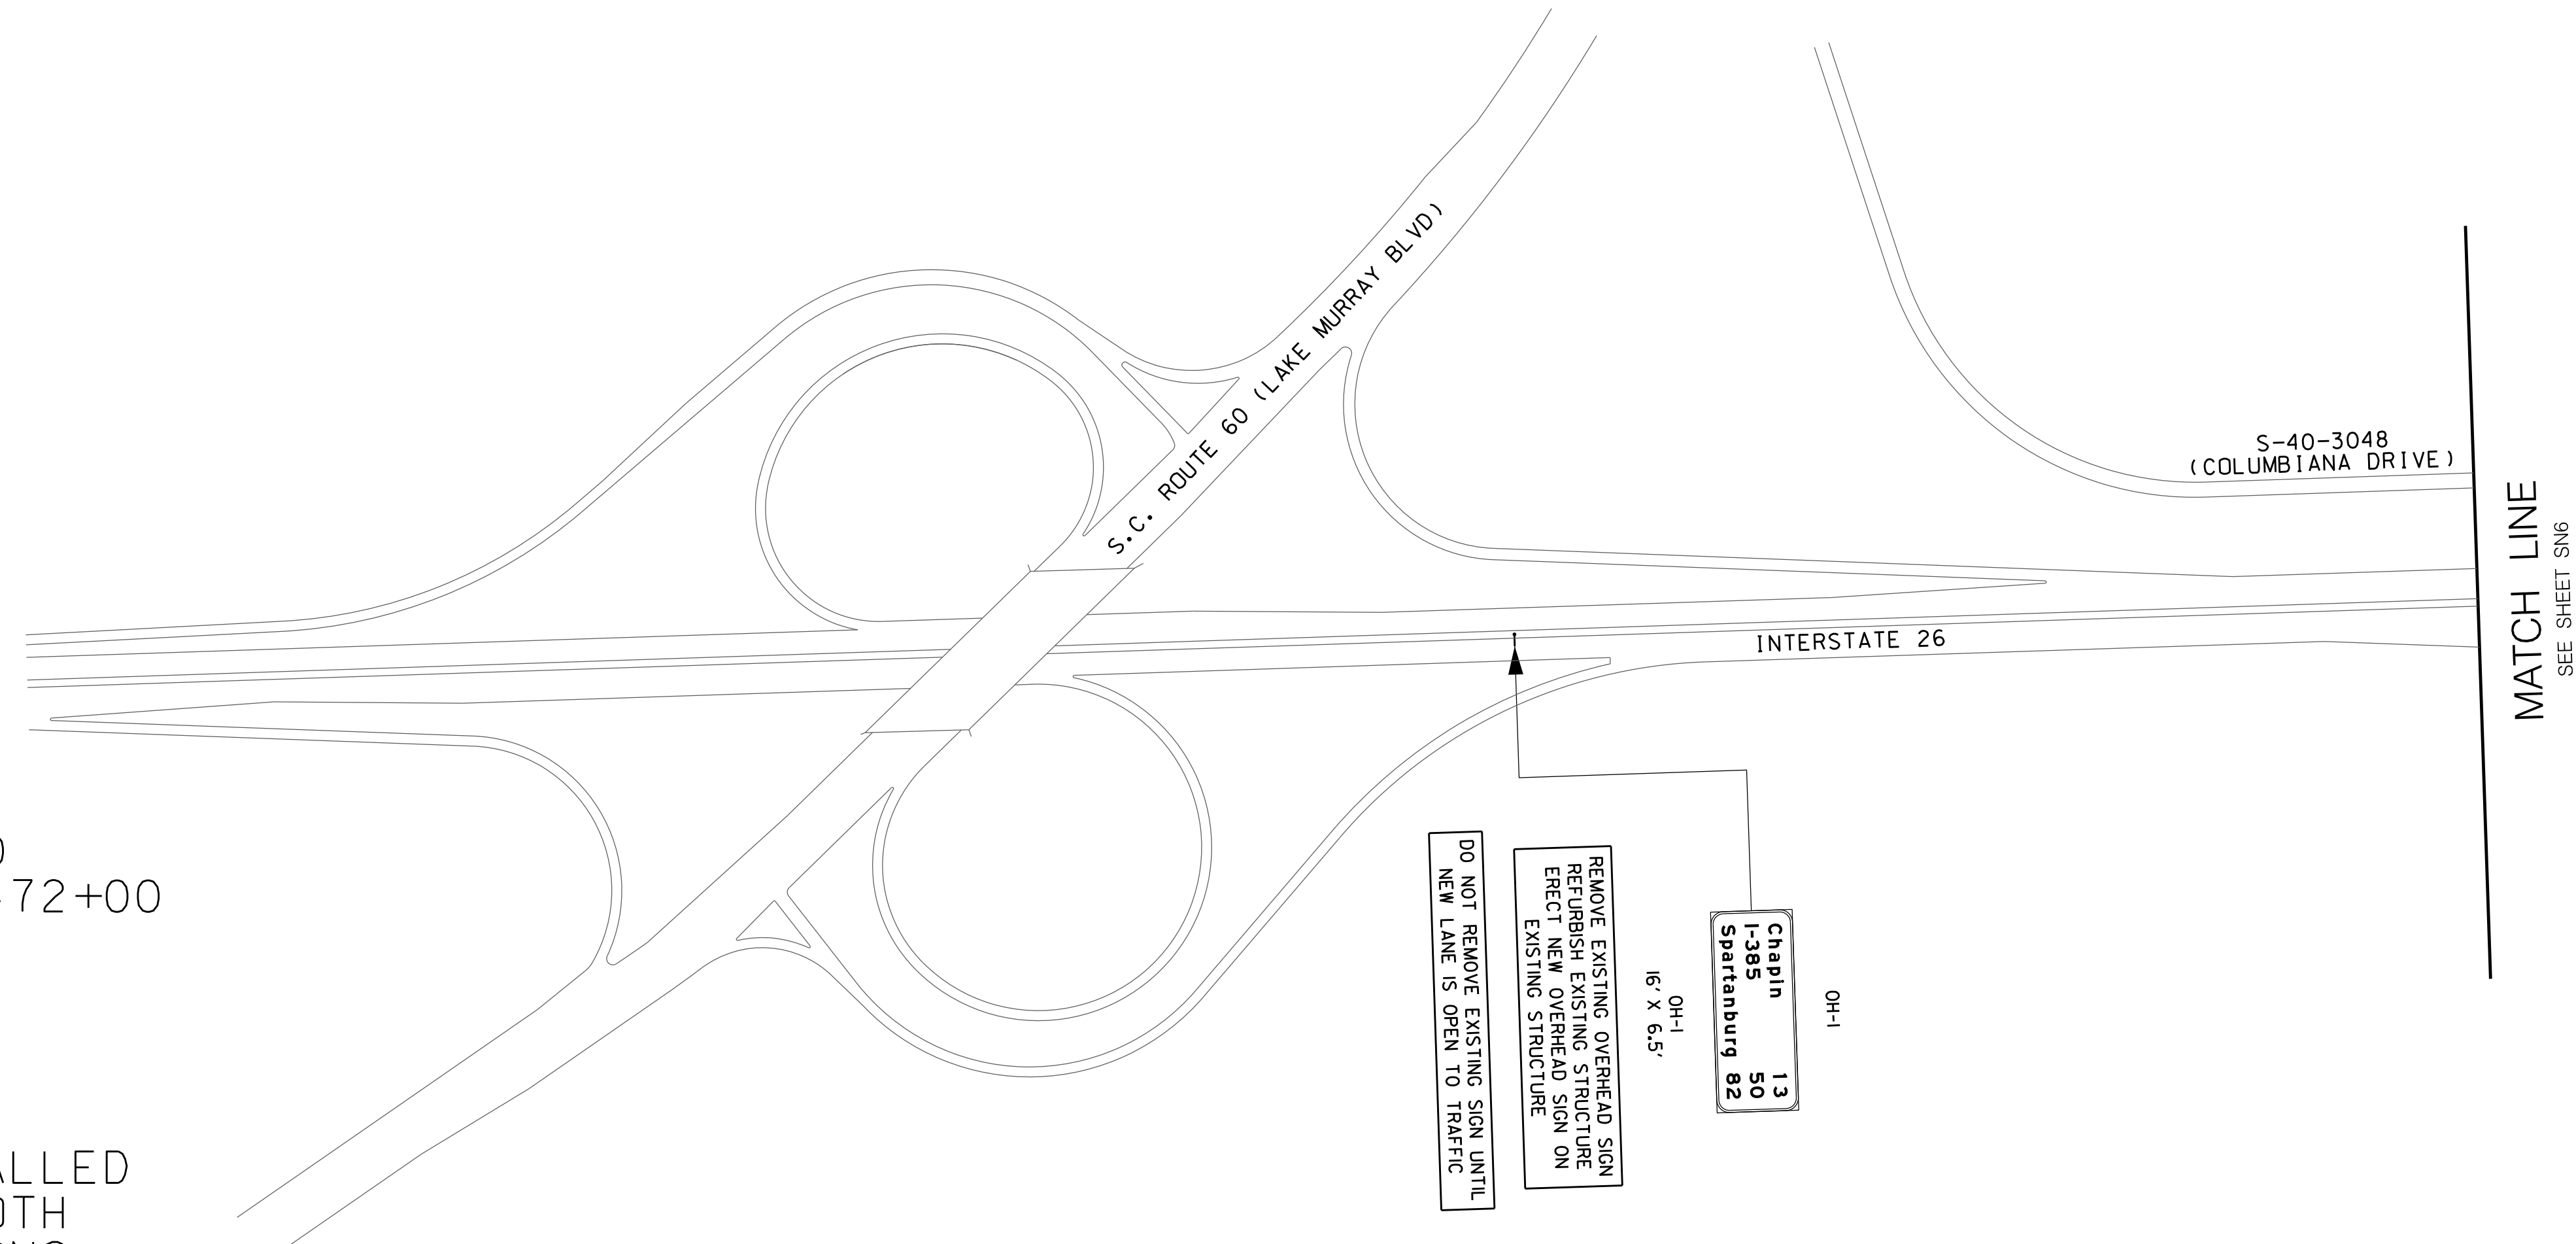 S.C. ROUTE 60 (LAKE MURRAY BLVD)
S-40-3048
(COLUMBIANA DRIVE)
INTERSTATE 26
MATCH LINE
SEE SHEET SN6
OH-1
Chapin 13
I-385 50
Spartanburg 82
OH-1
16' X 6.5'
REMOVE EXISTING OVERHEAD SIGN
REFURBISH EXISTING STRUCTURE
ERECT NEW OVERHEAD SIGN ON
EXISTING STRUCTURE
DO NOT REMOVE EXISTING SIGN UNTIL
NEW LANE IS OPEN TO TRAFFIC
72+00